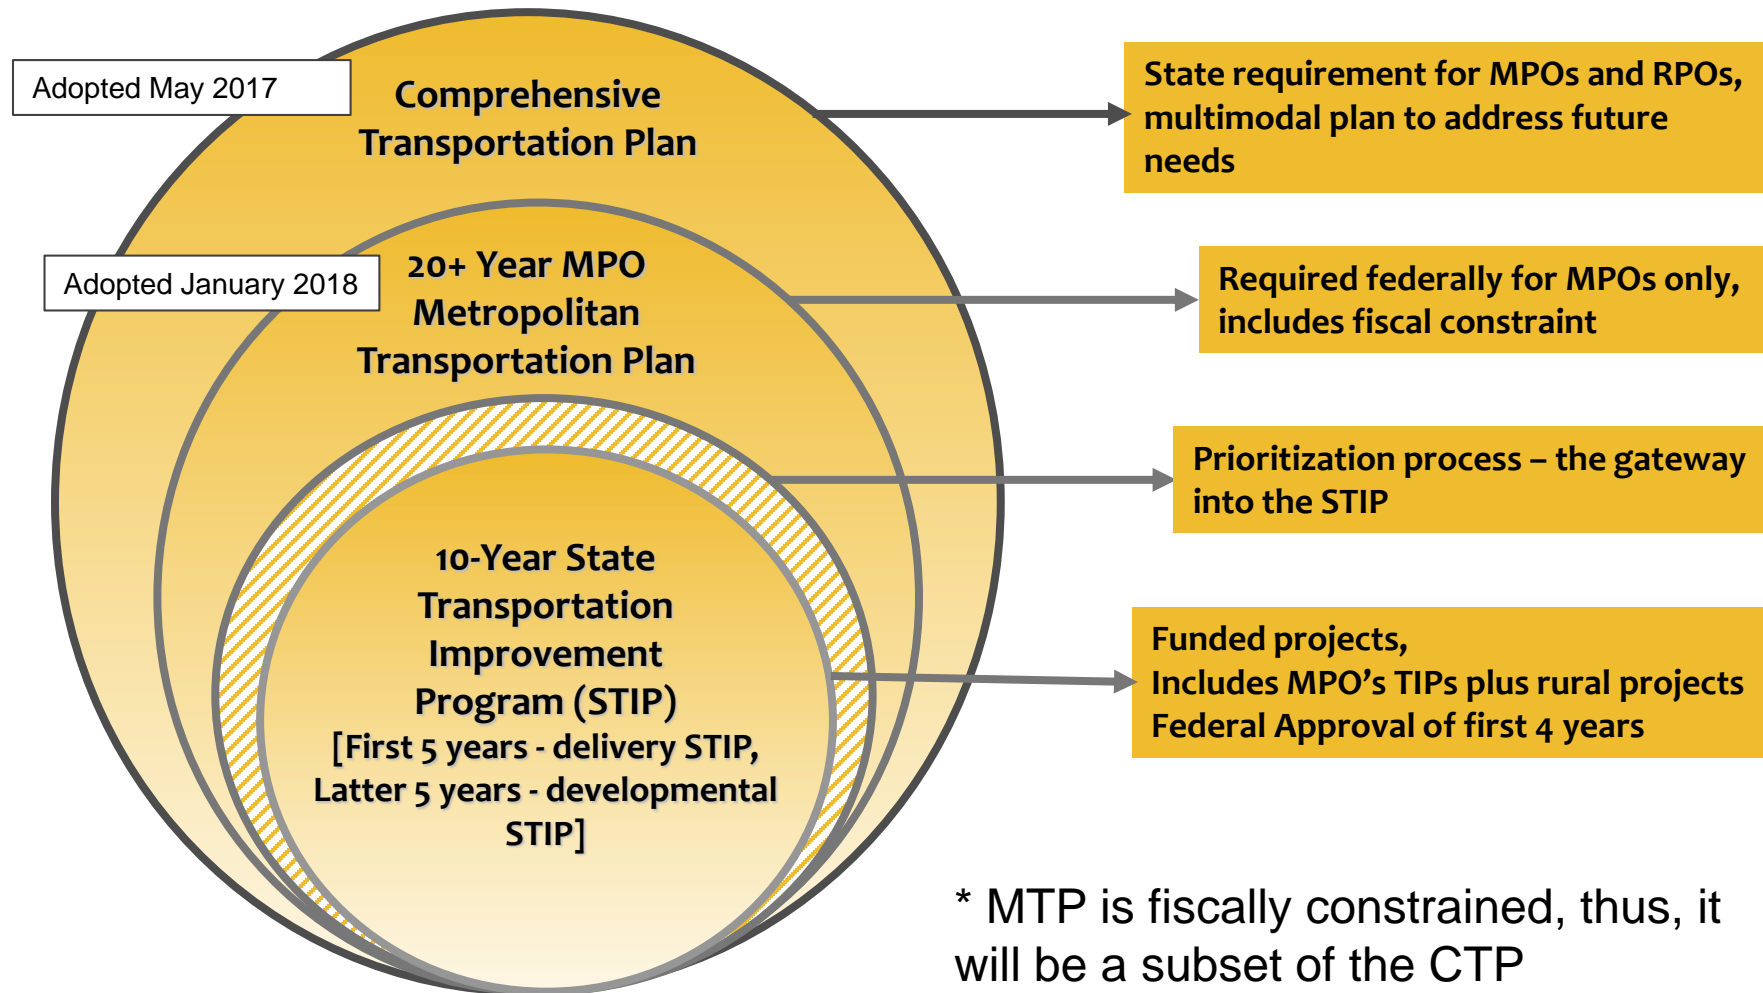 Adopted May 2017
Comprehensive
Transportation Plan
State requirement for MPOs and RPOs,
multimodal plan to address future
needs
Adopted January 2018
20+ Year MPO
Metropolitan
Transportation Plan
Required federally for MPOs only,
includes fiscal constraint
Prioritization process – the gateway
into the STIP
10-Year State
Transportation
Improvement
Program (STIP)
[First 5 years - delivery STIP,
Latter 5 years - developmental
STIP]
Funded projects,
Includes MPO’s TIPs plus rural projects
Federal Approval of first 4 years
* MTP is fiscally constrained, thus, it
will be a subset of the CTP